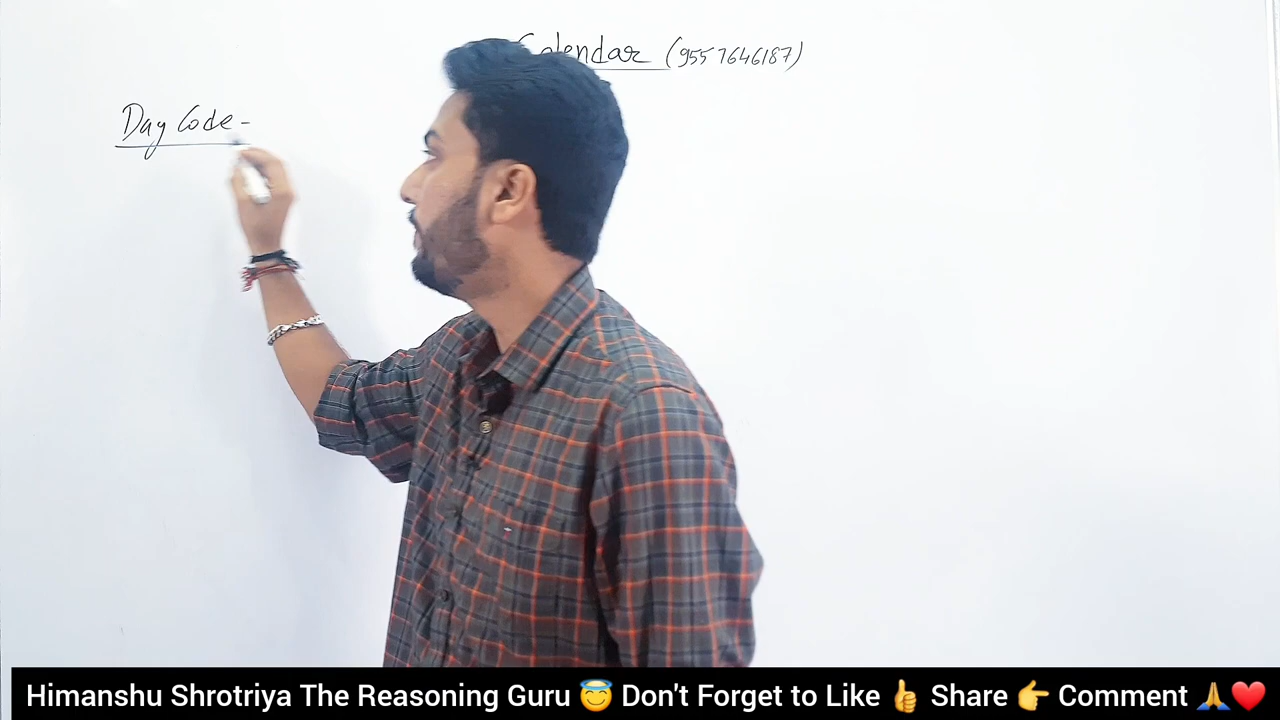 Calendar (9557646187)
Day Code -
Himanshu Shrotriya The Reasoning Guru 😇 Don't Forget to Like 👍 Share 👉 Comment 🙏❤️